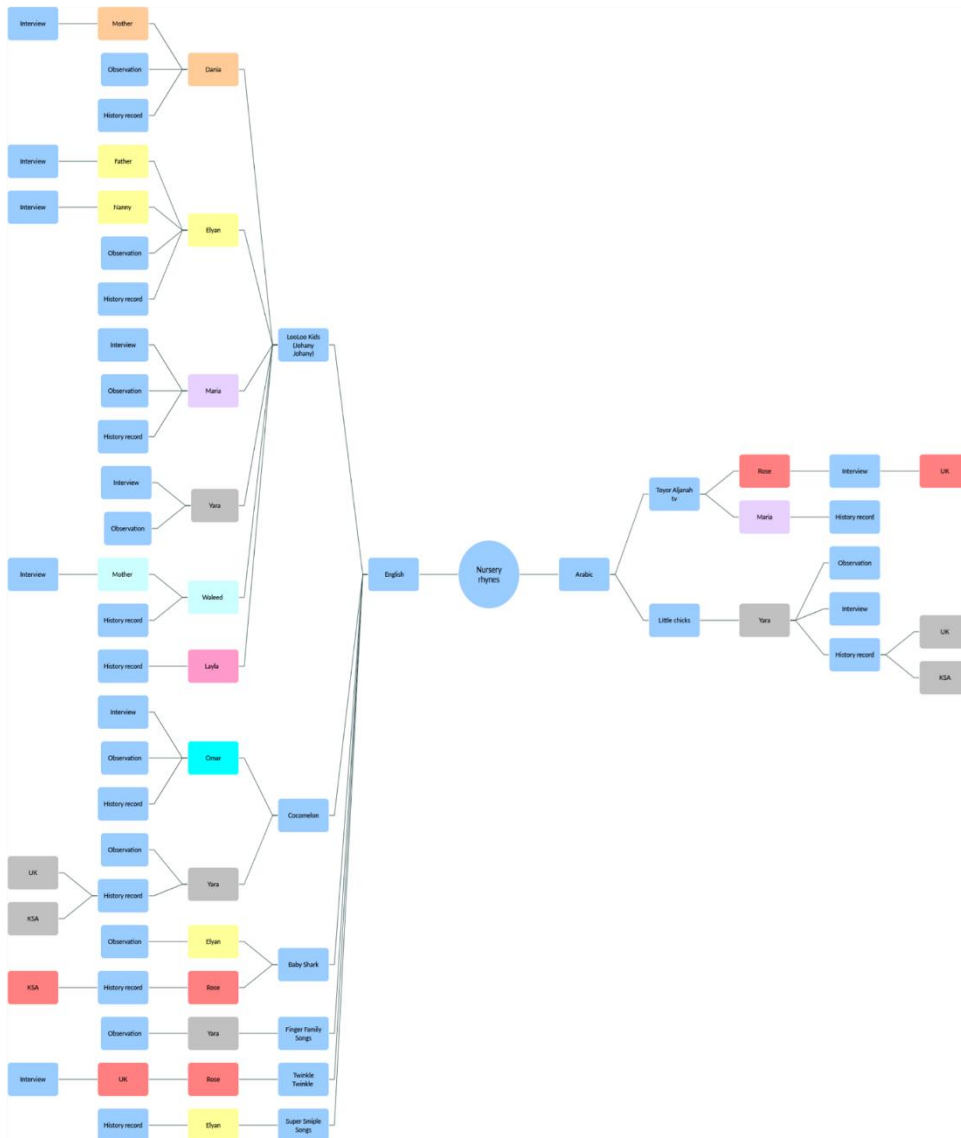 Interview
Mother
Observation
Dania
History record
Interview
Father
Interview
Nanny
Elyan
Observation
History record
Interview
LooLoo Kids
(Johany
Johany)
Observation
Maria
History record
Interview
Yara
Observation
Interview
Mother
Waleed
History record
History record
Layla
Interview
Observation
Omar
History record
Cocomelon
Observation
UK
Yara
History record
KSA
Observation
Elyan
Baby Shark
KSA
History record
Rose
Observation
Yara
Finger Family
Songs
Interview
UK
Rose
Twinkle
Twinkle
History record
Elyan
Super Smiple
Songs
English
Nursery
rhynes
Arabic
Toyor Aljanah
tv
Rose
Interview
UK
Maria
History record
Little chicks
Yara
Observation
Interview
History record
UK
KSA